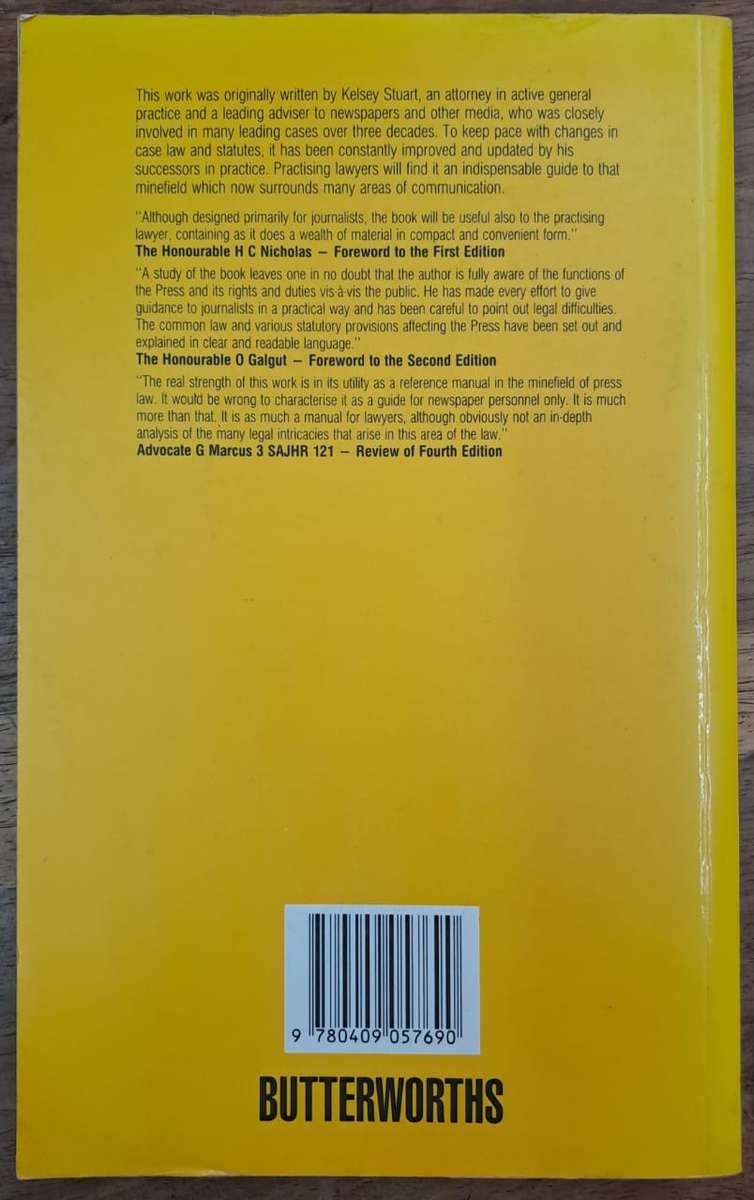 This work was originally written by Kelsey Stuart, an attorney in active general
practice and a leading adviser to newspapers and other media, who was closely
involved in many leading cases over three decades. To keep pace with changes in
case law and statutes, it has been constantly improved and updated by his
successors in practice. Practising lawyers will find it an indispensable guide to that
minefield which now surrounds many areas of communication.
"Although designed primarily for journalists, the book will be useful also to the practising
lawyer, containing as it does a wealth of material in compact and convenient form."
The Honourable H C Nicholas – Foreword to the First Edition
"A study of the book leaves one in no doubt that the author is fully aware of the functions of
the Press and its rights and duties vis-à-vis the public. He has made every effort to give
guidance to journalists in a practical way and has been careful to point out legal difficulties.
The common law and various statutory provisions affecting the Press have been set out and
explained in clear and readable language."
The Honourable O Galgut – Foreword to the Second Edition
"The real strength of this work is in its utility as a reference manual in the minefield of press
law. It would be wrong to characterise it as a guide for newspaper personnel only. It is much
more than that. It is as much a manual for lawyers, although obviously not an in-depth
analysis of the many legal intricacies that arise in this area of the law."
Advocate G Marcus 3 SAJHR 121 – Review of Fourth Edition
9 780409 057690
BUTTERWORTHS